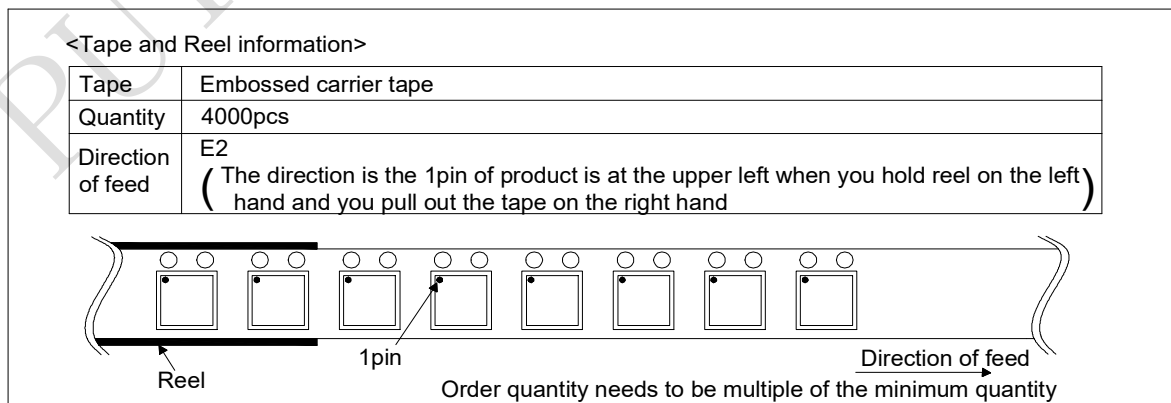 <Tape and Reel information>
Tape Embossed carrier tape
Quantity 4000pcs
Direction of feed E2
( The direction is the 1pin of product is at the upper left when you hold reel on the left
hand and you pull out the tape on the right hand )
1pin
Reel
Direction of feed
Order quantity needs to be multiple of the minimum quantity